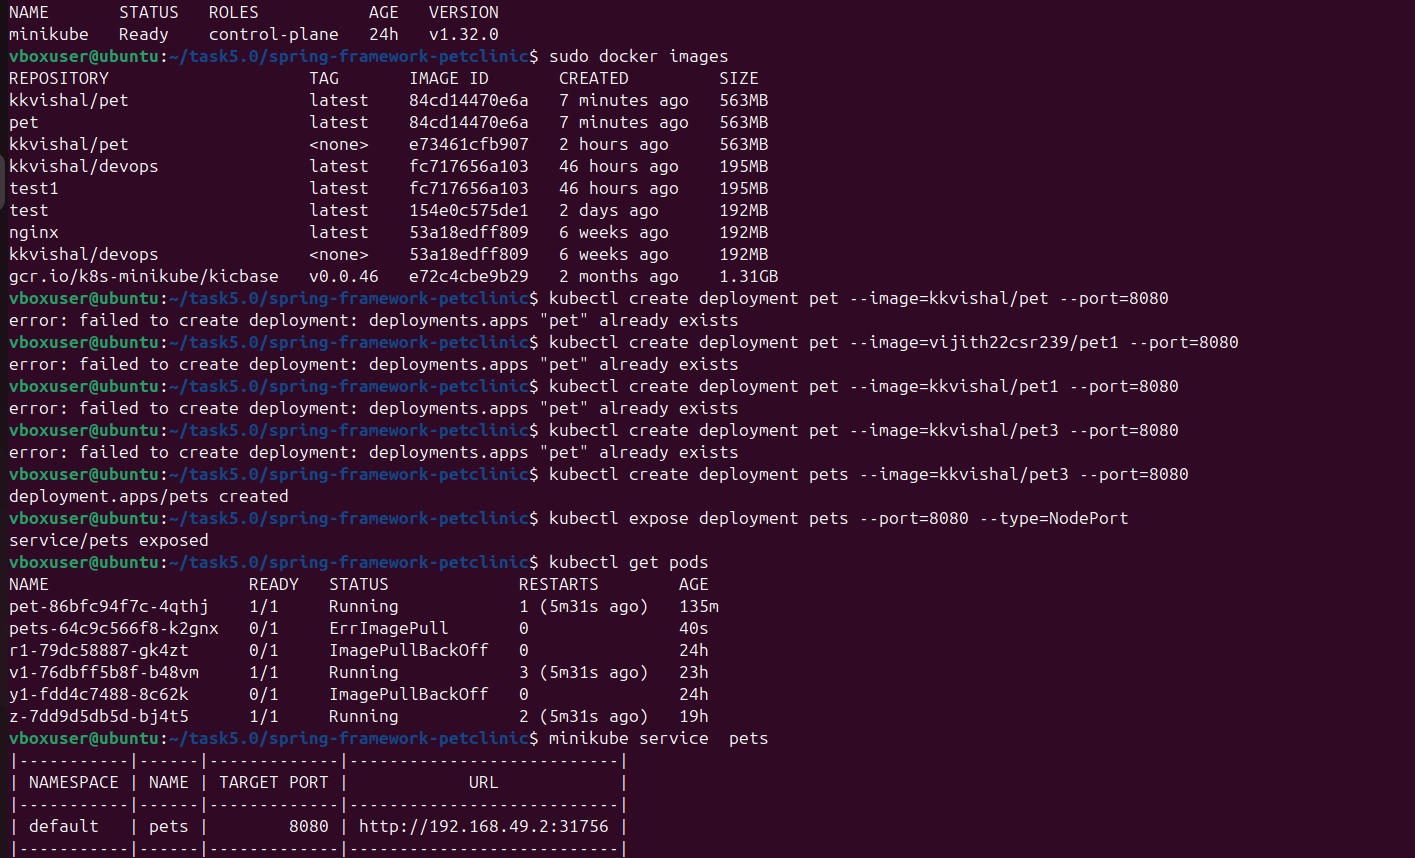 NAME       STATUS   ROLES           AGE   VERSION
minikube   Ready    control-plane   24h   v1.32.0
vboxuser@ubuntu:~/task5.0/spring-framework-petclinic$ sudo docker images
REPOSITORY                    TAG       IMAGE ID       CREATED         SIZE
kkvishal/pet                  latest    84cd14470e6a   7 minutes ago   563MB
pet                           latest    84cd14470e6a   7 minutes ago   563MB
kkvishal/pet                  <none>    e73461cfb907   2 hours ago     563MB
kkvishal/devops               latest    fc717656a103   46 hours ago    195MB
test1                         latest    fc717656a103   46 hours ago    195MB
test                          latest    154e0c575de1   2 days ago      192MB
nginx                         latest    53a18edff809   6 weeks ago     192MB
kkvishal/devops               <none>    53a18edff809   6 weeks ago     192MB
gcr.io/k8s-minikube/kicbase   v0.0.46   e72c4cbe9b29   2 months ago    1.31GB
vboxuser@ubuntu:~/task5.0/spring-framework-petclinic$ kubectl create deployment pet --image=kkvishal/pet --port=8080
error: failed to create deployment: deployments.apps "pet" already exists
vboxuser@ubuntu:~/task5.0/spring-framework-petclinic$ kubectl create deployment pet --image=vijith22csr239/pet1 --port=8080
error: failed to create deployment: deployments.apps "pet" already exists
vboxuser@ubuntu:~/task5.0/spring-framework-petclinic$ kubectl create deployment pet --image=kkvishal/pet1 --port=8080
error: failed to create deployment: deployments.apps "pet" already exists
vboxuser@ubuntu:~/task5.0/spring-framework-petclinic$ kubectl create deployment pet --image=kkvishal/pet3 --port=8080
error: failed to create deployment: deployments.apps "pet" already exists
vboxuser@ubuntu:~/task5.0/spring-framework-petclinic$ kubectl create deployment pets --image=kkvishal/pet3 --port=8080
deployment.apps/pets created
vboxuser@ubuntu:~/task5.0/spring-framework-petclinic$ kubectl expose deployment pets --port=8080 --type=NodePort
service/pets exposed
vboxuser@ubuntu:~/task5.0/spring-framework-petclinic$ kubectl get pods
NAME                    READY   STATUS             RESTARTS        AGE
pet-86bfc94f7c-4qthj    1/1     Running            1 (5m31s ago)   135m
pets-64c9c566f8-k2gnx   0/1     ErrImagePull       0               40s
r1-79dc58887-gk4zt      0/1     ImagePullBackOff   0               24h
v1-76dbff5b8f-b48vm     1/1     Running            3 (5m31s ago)   23h
y1-fdd4c7488-8c62k      0/1     ImagePullBackOff   0               24h
z-7dd9d5db5d-bj4t5      1/1     Running            2 (5m31s ago)   19h
vboxuser@ubuntu:~/task5.0/spring-framework-petclinic$ minikube service  pets
|-----------|------|-------------|---------------------------|
| NAMESPACE | NAME | TARGET PORT |            URL            |
|-----------|------|-------------|---------------------------|
| default   | pets |        8080 | http://192.168.49.2:31756 |
|-----------|------|-------------|---------------------------|